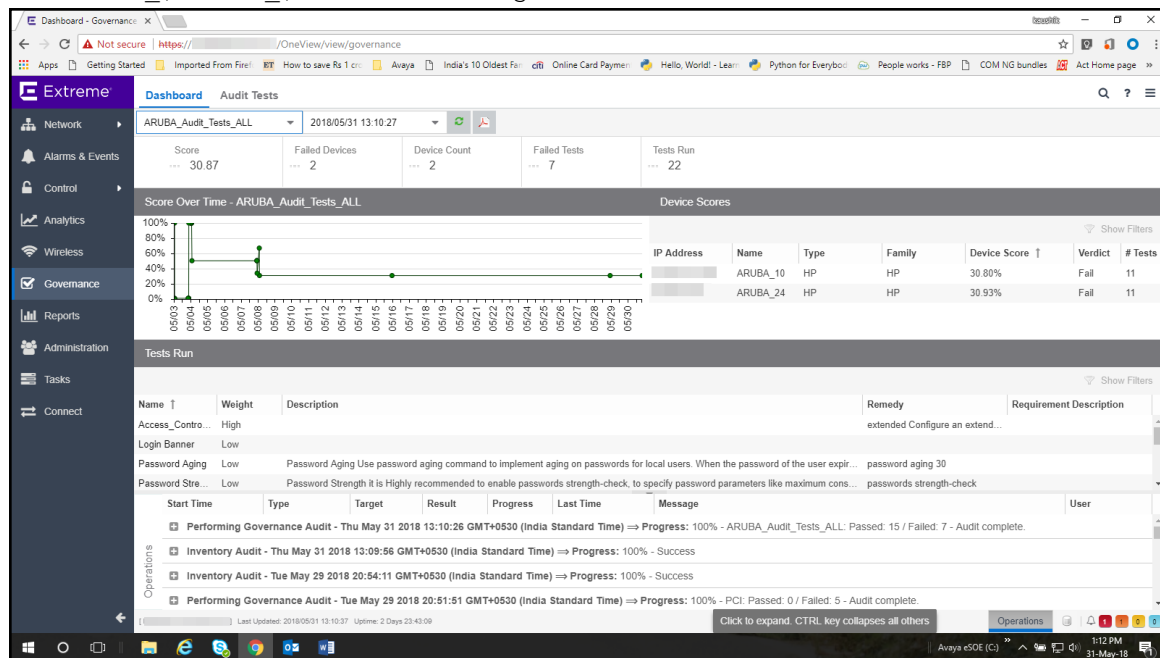 Dashboard - Governance
kaushik
Not secure https:// /OneView/view/governance
Apps Getting Started Imported From Firef ET How to save Rs 1 crc Avaya India's 10 Oldest Fan citi Online Card Paymen Hello, World! - Learn Python for Everybod People works - FBP COM NG bundles Act Home page »
Extreme
Dashboard Audit Tests
Network
Alarms & Events
Control
Analytics
Wireless
Governance
Reports
Administration
Tasks
Connect
ARUBA_Audit_Tests_ALL 2018/05/31 13:10:27
Score Failed Devices Device Count Failed Tests Tests Run
--- 30.87 --- 2 --- 2 --- 7 --- 22
Score Over Time - ARUBA_Audit_Tests_ALL
100%
80%
60%
40%
20%
0%
05/03 05/04 05/05 05/06 05/07 05/08 05/09 05/10 05/11 05/12 05/13 05/14 05/15 05/16 05/17 05/18 05/19 05/20 05/21 05/22 05/23 05/24 05/25 05/26 05/27 05/28 05/29 05/30
Device Scores
Show Filters
IP Address Name Type Family Device Score ↑ Verdict # Tests
ARUBA_10 HP HP 30.80% Fail 11
ARUBA_24 HP HP 30.93% Fail 11
Tests Run
Show Filters
Name ↑ Weight Description Remedy Requirement Description
Access_Contro... High extended Configure an extend...
Login Banner Low
Password Aging Low Password Aging Use password aging command to implement aging on passwords for local users. When the password of the user expir... password aging 30
Password Stre... Low Password Strength it is Highly recommended to enable passwords strength-check, to specify password parameters like maximum cons... passwords strength-check
Operations
Start Time Type Target Result Progress Last Time Message User
Performing Governance Audit - Thu May 31 2018 13:10:26 GMT+0530 (India Standard Time) ⇒ Progress: 100% - ARUBA_Audit_Tests_ALL: Passed: 15 / Failed: 7 - Audit complete.
Inventory Audit - Thu May 31 2018 13:09:56 GMT+0530 (India Standard Time) ⇒ Progress: 100% - Success
Inventory Audit - Tue May 29 2018 20:54:11 GMT+0530 (India Standard Time) ⇒ Progress: 100% - Success
Performing Governance Audit - Tue May 29 2018 20:51:51 GMT+0530 (India Standard Time) ⇒ Progress: 100% - PCI: Passed: 0 / Failed: 5 - Audit complete.
[ ] Last Updated: 2018/05/31 13:10:37 Uptime: 2 Days 23:43:09
Click to expand. CTRL key collapses all others
Operations 1 1 0 0
Avaya eSOE (C:) » 1:12 PM
31-May-18